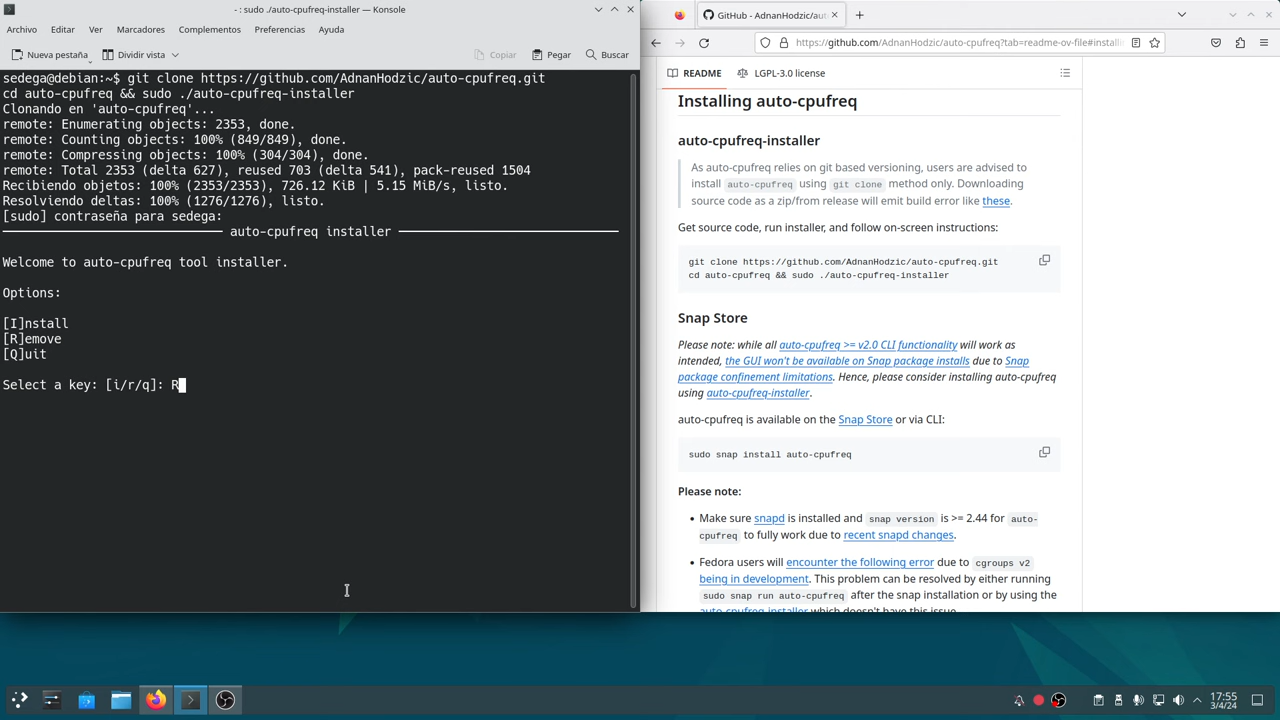 - : sudo ./auto-cpufreq-installer — Konsole
Archivo Editar Ver Marcadores Complementos Preferencias Ayuda
Nueva pestaña Dividir vista Copiar Pegar Buscar
sedega@debian:~$ git clone https://github.com/AdnanHodzic/auto-cpufreq.git
cd auto-cpufreq && sudo ./auto-cpufreq-installer
Clonando en 'auto-cpufreq'...
remote: Enumerating objects: 2353, done.
remote: Counting objects: 100% (849/849), done.
remote: Compressing objects: 100% (304/304), done.
remote: Total 2353 (delta 627), reused 703 (delta 541), pack-reused 1504
Recibiendo objetos: 100% (2353/2353), 726.12 KiB | 5.15 MiB/s, listo.
Resolviendo deltas: 100% (1276/1276), listo.
[sudo] contraseña para sedega:
auto-cpufreq installer
Welcome to auto-cpufreq tool installer.
Options:
[I]nstall
[R]emove
[Q]uit
Select a key: [i/r/q]: R
GitHub - AdnanHodzic/aut
https://github.com/AdnanHodzic/auto-cpufreq?tab=readme-ov-file#installi
README LGPL-3.0 license
Installing auto-cpufreq
auto-cpufreq-installer
As auto-cpufreq relies on git based versioning, users are advised to
install auto-cpufreq using git clone method only. Downloading
source code as a zip/from release will emit build error like these.
Get source code, run installer, and follow on-screen instructions:
git clone https://github.com/AdnanHodzic/auto-cpufreq.git
cd auto-cpufreq && sudo ./auto-cpufreq-installer
Snap Store
Please note: while all auto-cpufreq >= v2.0 CLI functionality will work as
intended, the GUI won't be available on Snap package installs due to Snap
package confinement limitations. Hence, please consider installing auto-cpufreq
using auto-cpufreq-installer.
auto-cpufreq is available on the Snap Store or via CLI:
sudo snap install auto-cpufreq
Please note:
• Make sure snapd is installed and snap version is >= 2.44 for auto-
cpufreq to fully work due to recent snapd changes.
• Fedora users will encounter the following error due to cgroups v2
being in development. This problem can be resolved by either running
sudo snap run auto-cpufreq after the snap installation or by using the
auto-cpufreq-installer which doesn't have this issue.
17:55
3/4/24